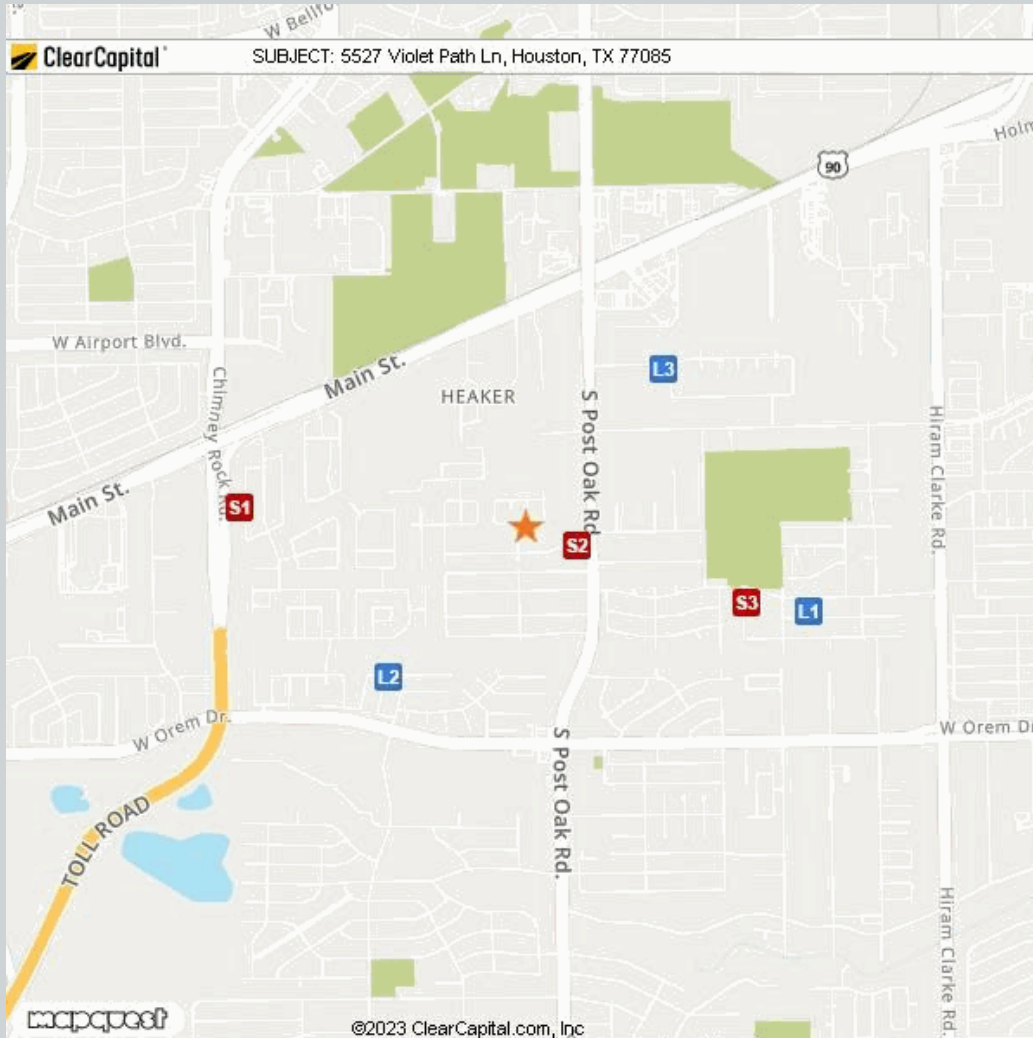 W Bellfo
ClearCapital
SUBJECT: 5527 Violet Path Ln, Houston, TX 77085
Holm
90
W Airport Blvd.
Main St.
L3
HEAKER
Chimney Rock Rd.
S Post Oak Rd
Hiram Clarke Rd.
Main St.
S1
S2
S3
L1
L2
W Orem Dr.
W Orem Dr
S Post Oak Rd.
TOLL ROAD
Hiram Clarke Rd.
mapquest
©2023 ClearCapital.com, Inc